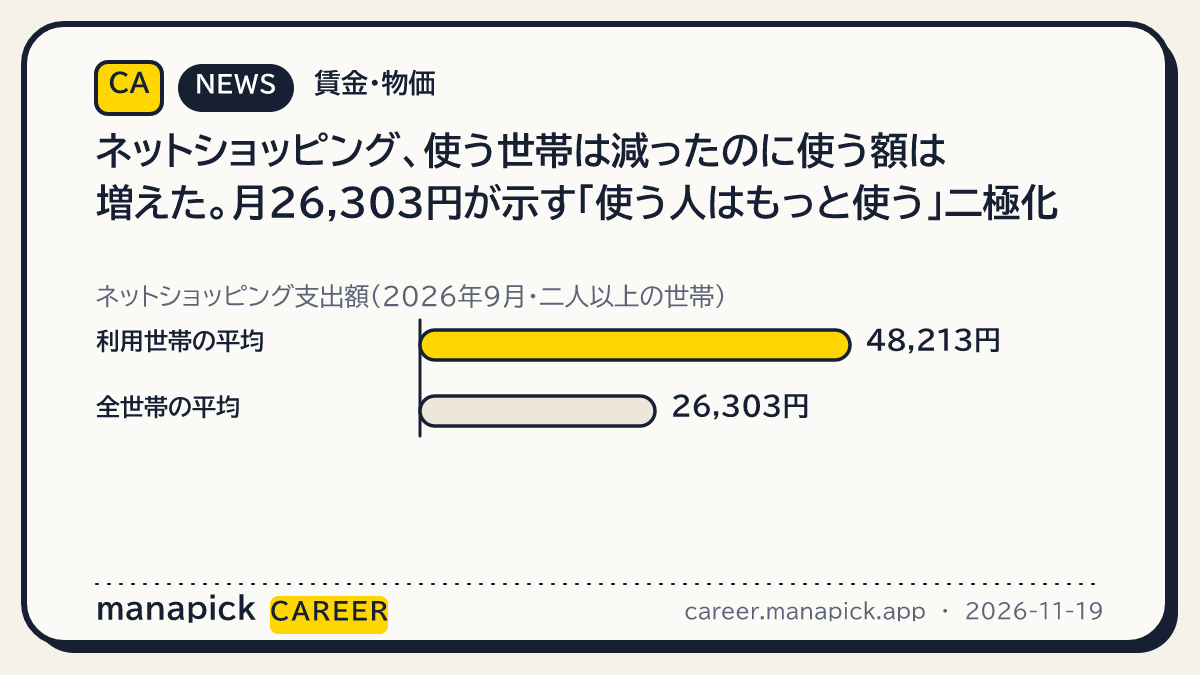 CA NEWS 賃金・物価
ネットショッピング、使う世帯は減ったのに使う額は
増えた。月26,303円が示す「使う人はもっと使う」二極化
ネットショッピング支出額（2026年9月・二人以上の世帯）
利用世帯の平均 48,213円
全世帯の平均 26,303円
manapick CAREER career.manapick.app ・ 2026-11-19